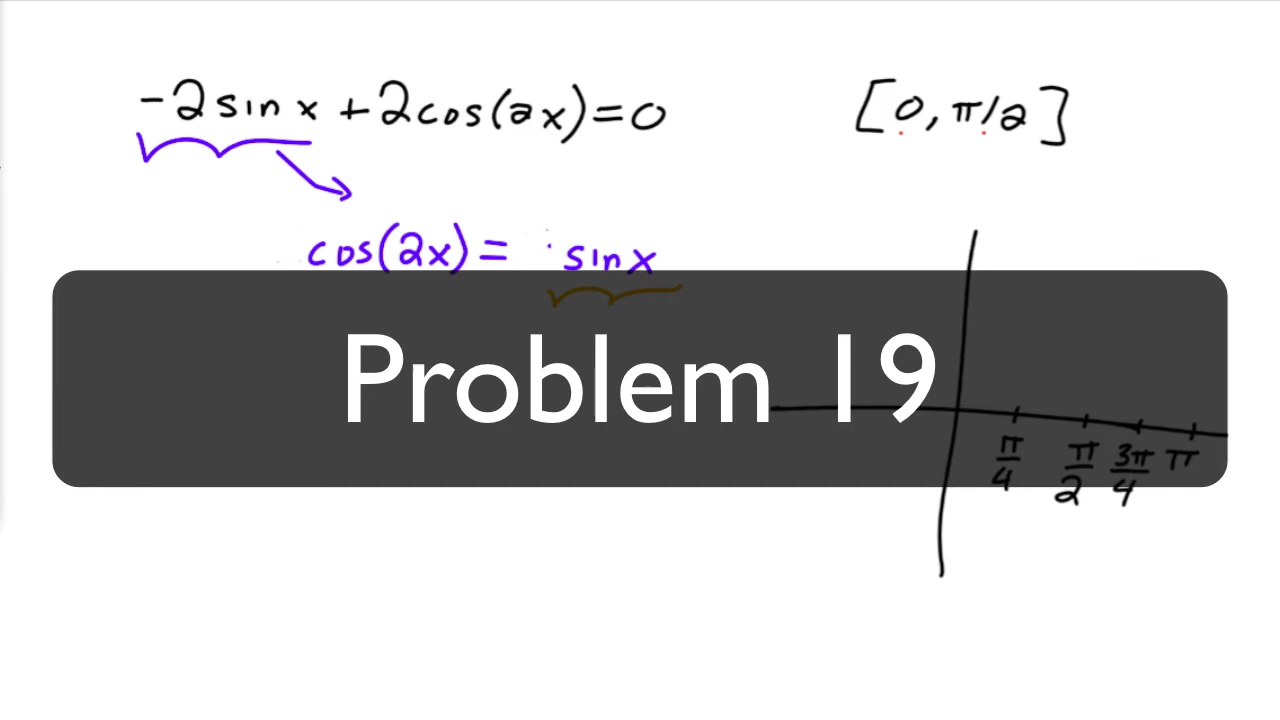 -2sin x + 2cos(2x) = 0 [0, π/2]
cos(2x) = sin x
Problem 19
π/4 π/2 3π/4 π